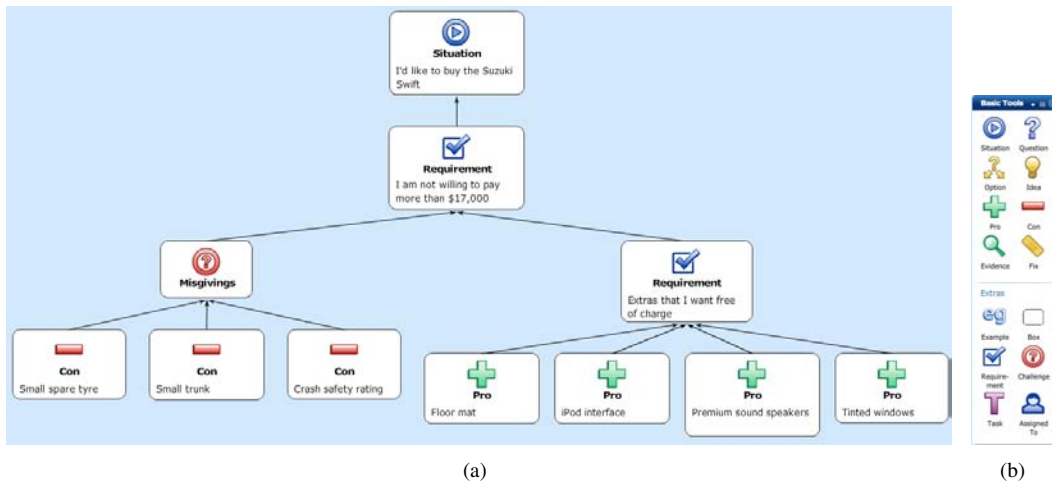 Situation
I'd like to buy the Suzuki
Swift
Requirement
I am not willing to pay
more than $17,000
Misgivings
Requirement
Extras that I want free
of charge
Con
Small spare tyre
Con
Small trunk
Con
Crash safety rating
Pro
Floor mat
Pro
iPod interface
Pro
Premium sound speakers
Pro
Tinted windows
(a)
Basic Tools
Situation
Question
Option
Idea
Pro
Con
Evidence
Fix
Extras
eg
Example
Box
Require-
ment
Challenge
Task
Assigned
To
(b)